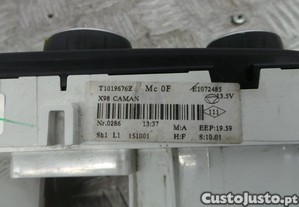 T1019676Z Mc 0F E1072485
X98 CAMAN 13.5V
Nr.0286 13:37 M:A EEP:19.59
Sh1 L1 151001 H:F S:10.01
CustoJusto.pt